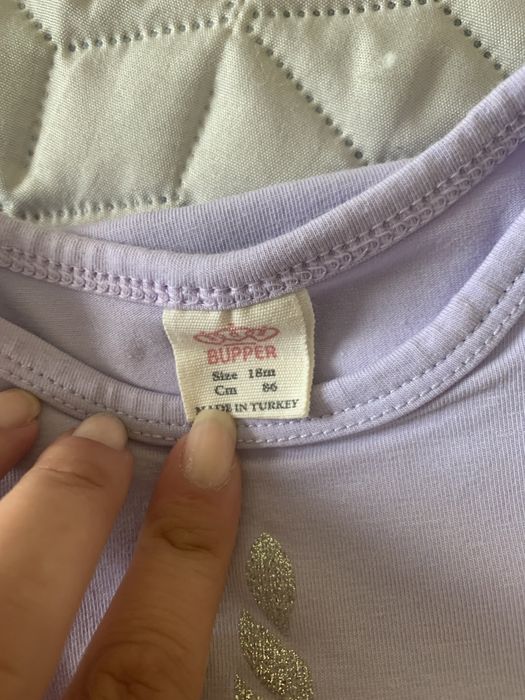 BUPPER
Size 18m
Cm 86
MADE IN TURKEY